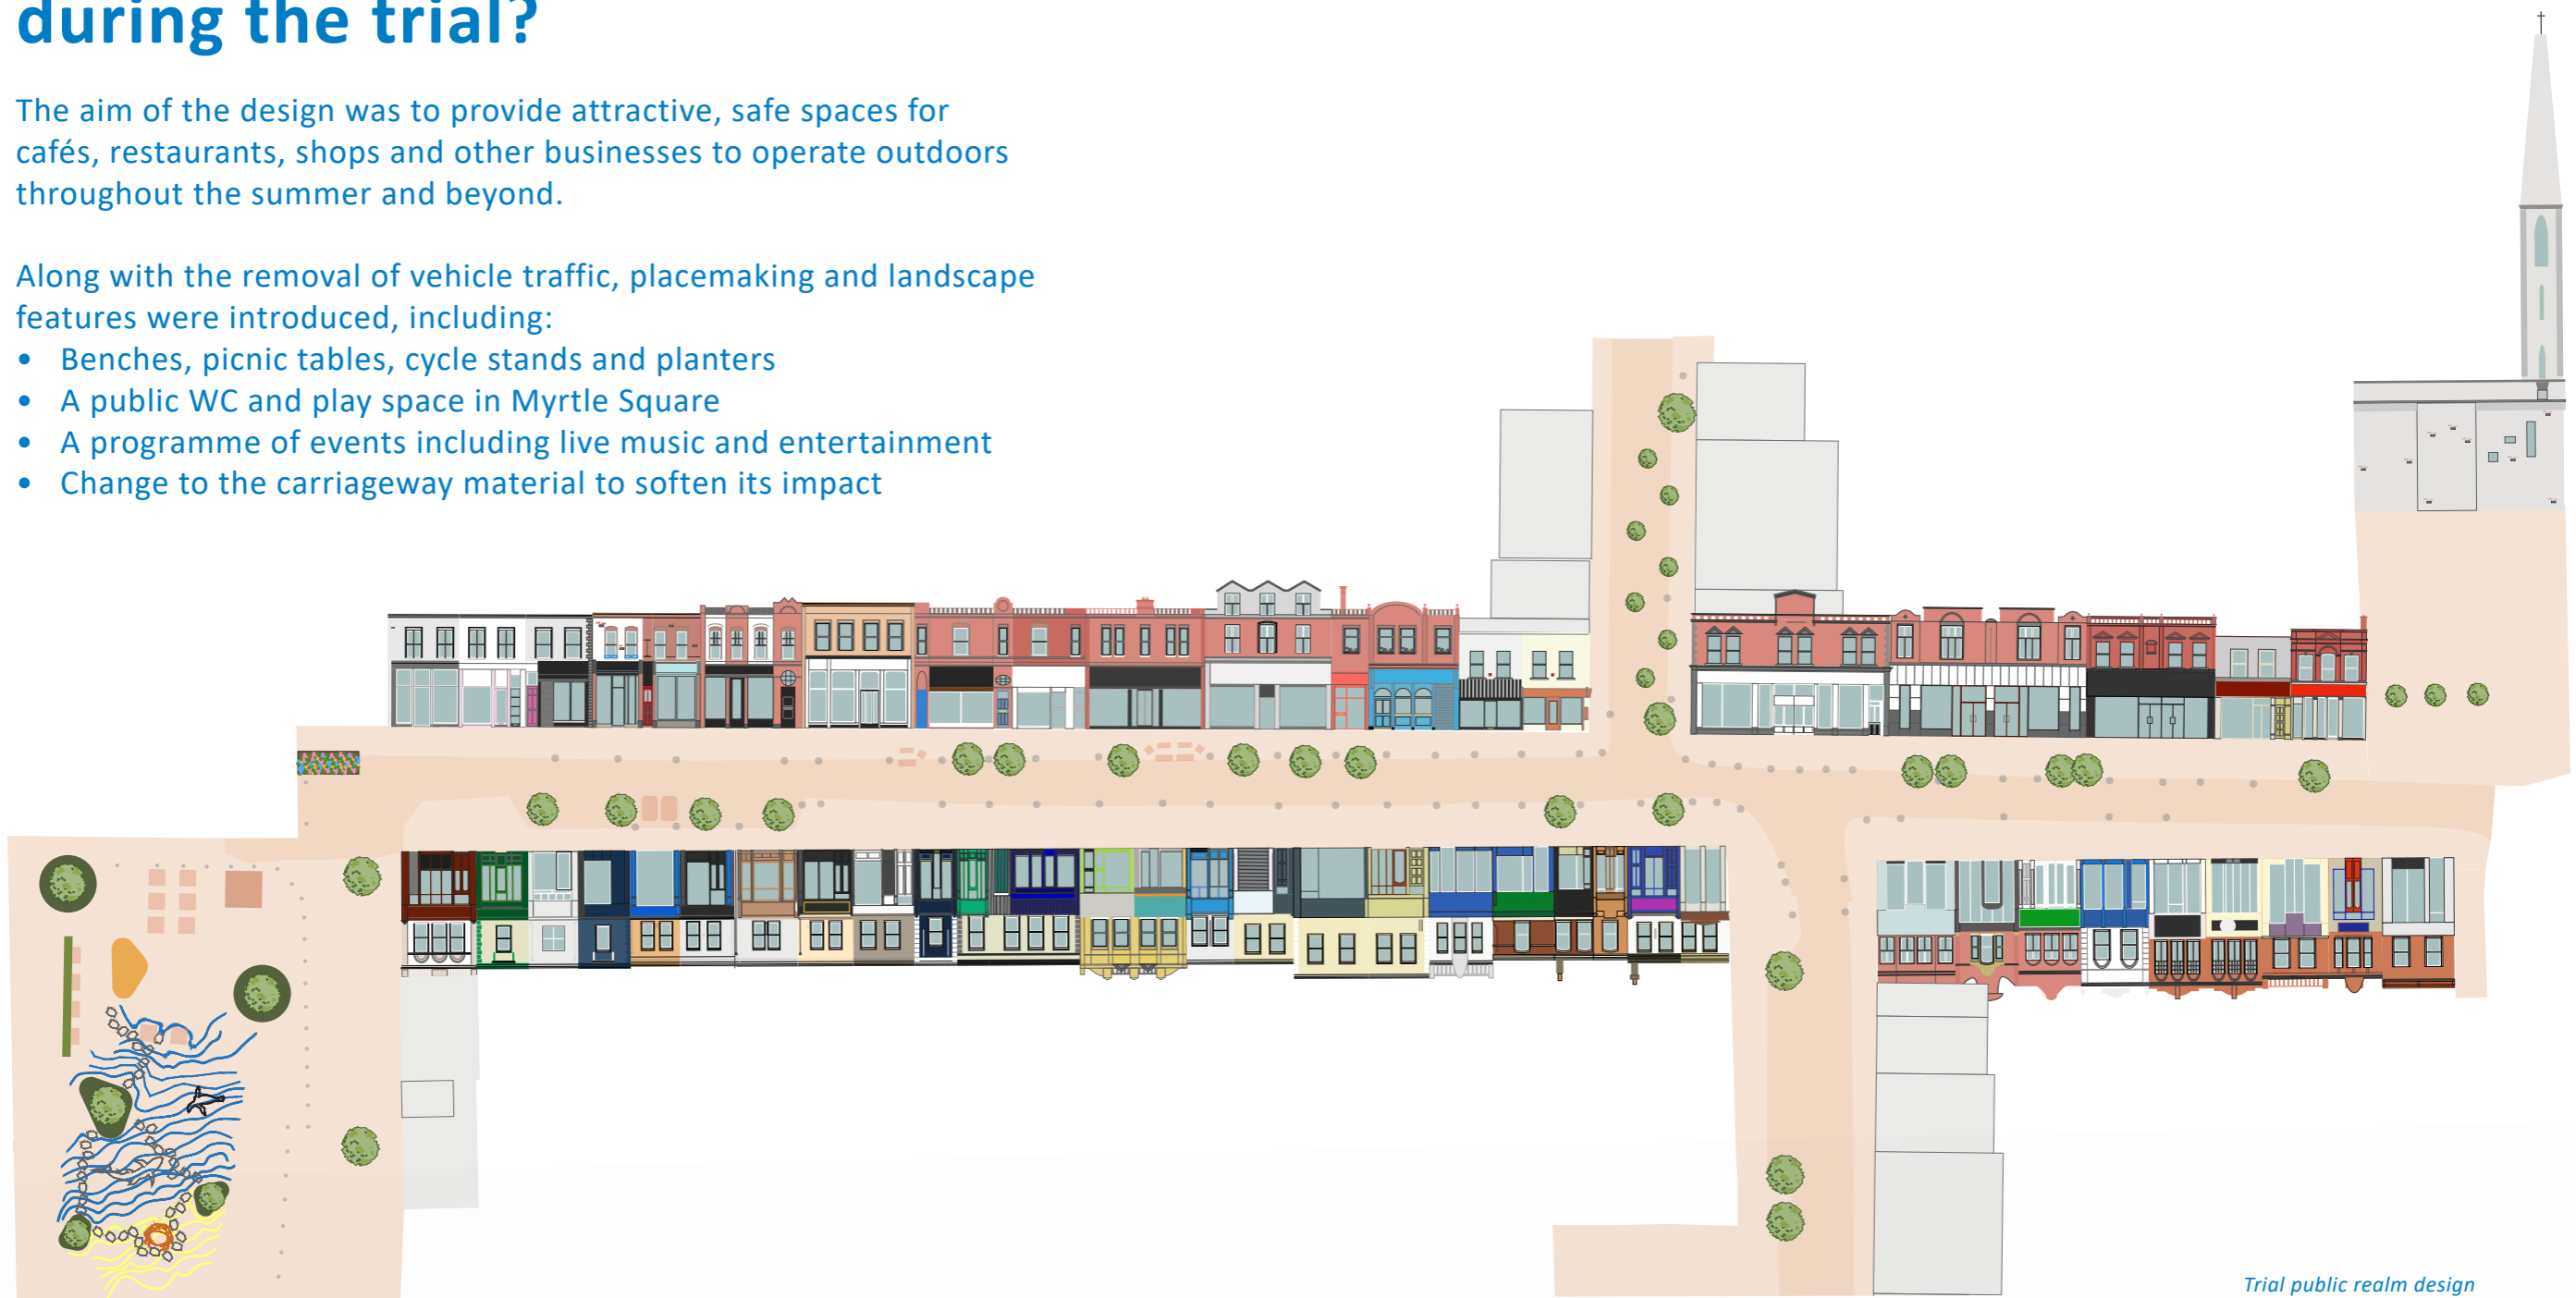 during the trial?
The aim of the design was to provide attractive, safe spaces for
cafés, restaurants, shops and other businesses to operate outdoors
throughout the summer and beyond.
Along with the removal of vehicle traffic, placemaking and landscape
features were introduced, including:
• Benches, picnic tables, cycle stands and planters
• A public WC and play space in Myrtle Square
• A programme of events including live music and entertainment
• Change to the carriageway material to soften its impact
Trial public realm design